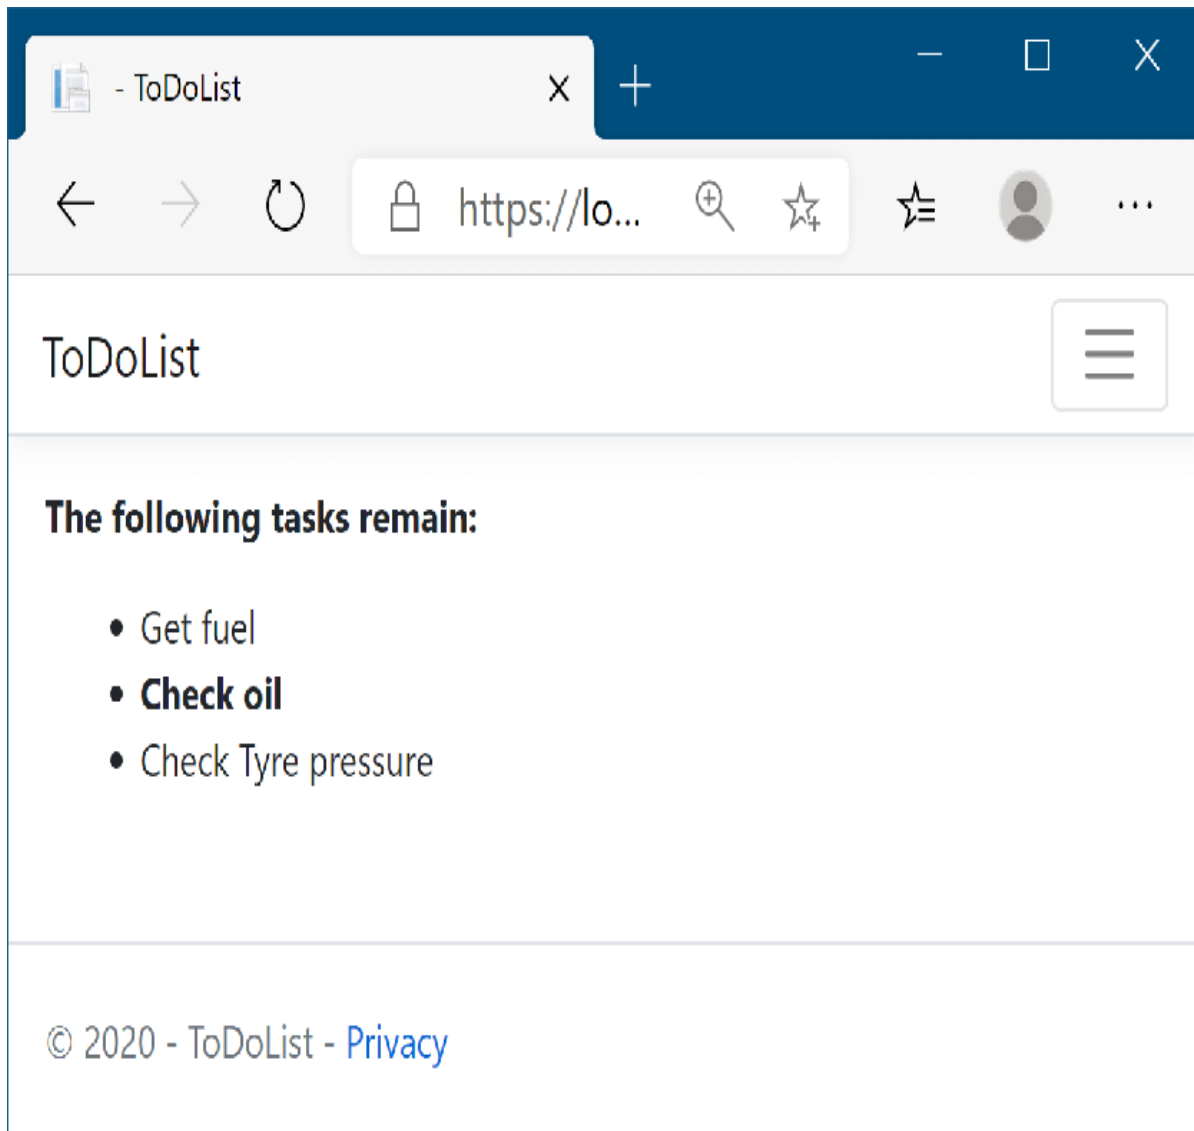 - ToDoList
https://lo...
ToDoList
The following tasks remain:
• Get fuel
• Check oil
• Check Tyre pressure
© 2020 - ToDoList - Privacy